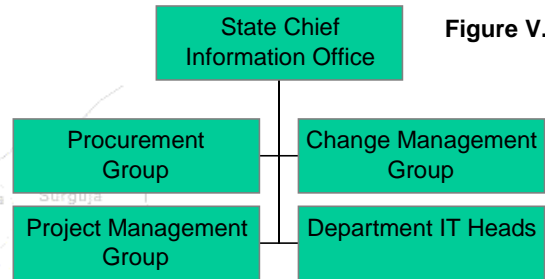 State Chief
Information Office
Figure V.
Procurement
Group
Change Management
Group
Surguja
Project Management
Group
Department IT Heads